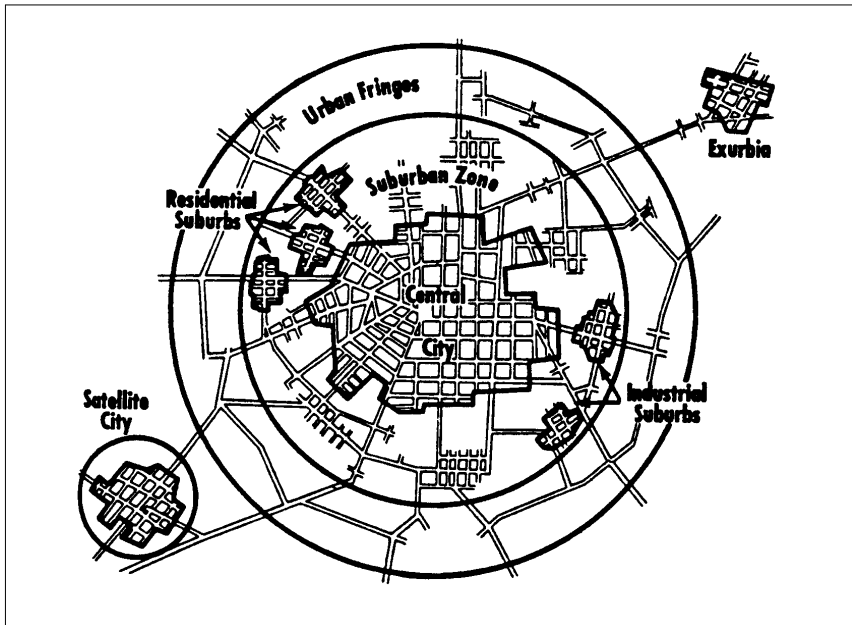 Urban Fringes
Exurbia
Suburban Zone
Residential
Suburbs
Central
City
Industrial
Suburbs
Satellite
City